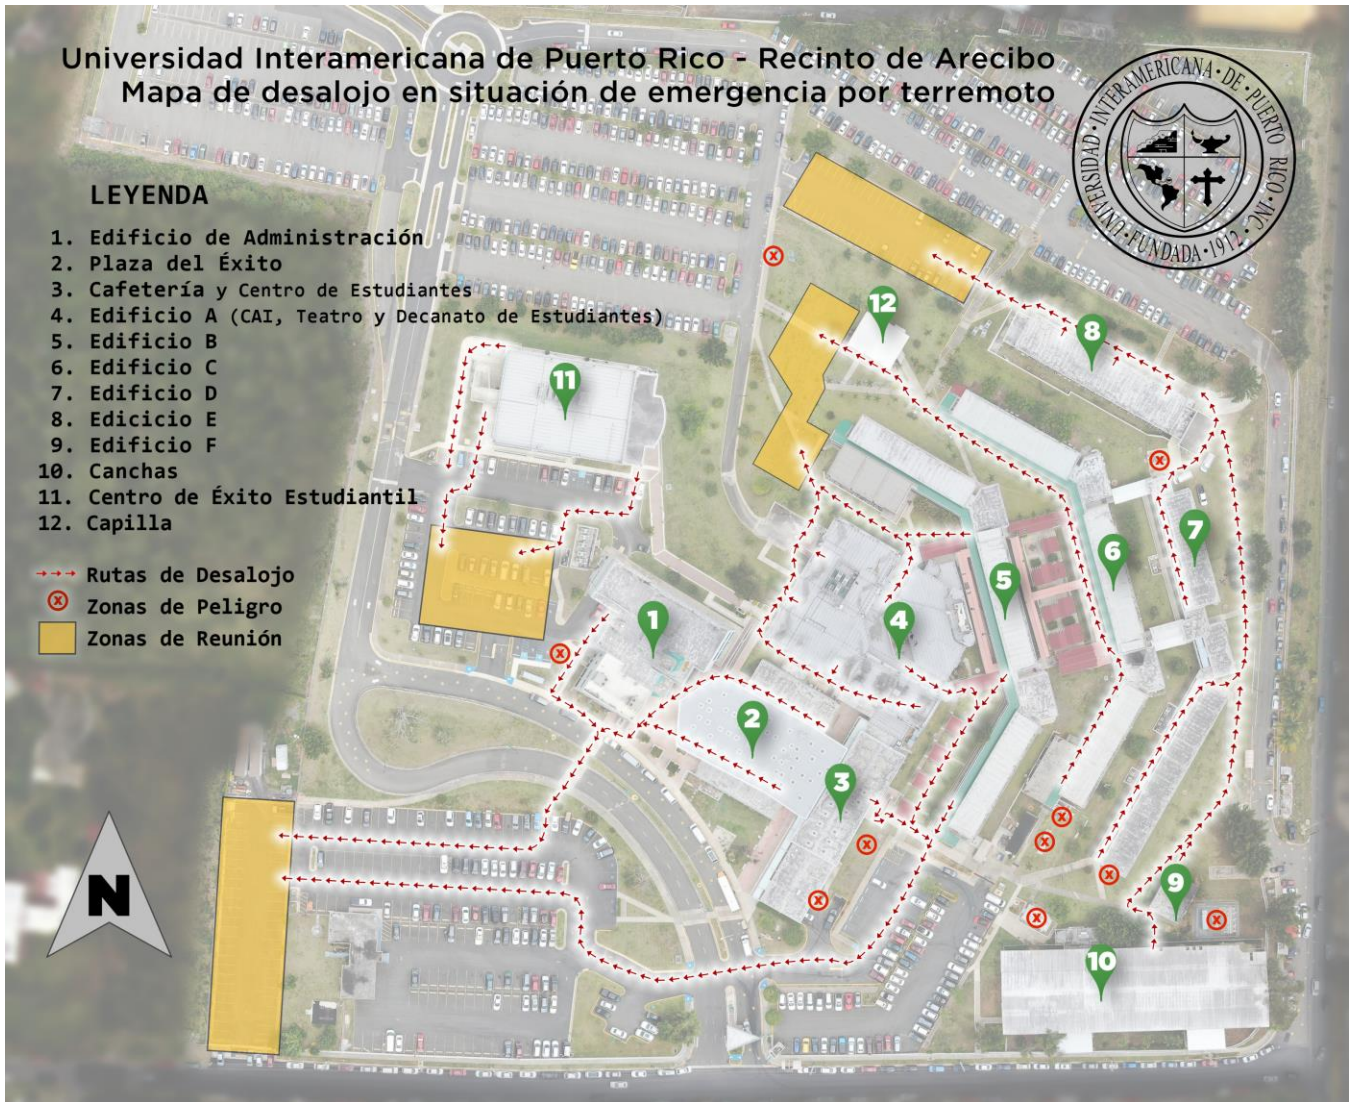 Universidad Interamericana de Puerto Rico - Recinto de Arecibo
Mapa de desalojo en situación de emergencia por terremoto
UNIVERSIDAD · INTERAMERICANA · DE · PUERTO RICO · INC.
· FUNDADA · 1912 ·
LEYENDA
1. Edificio de Administración
2. Plaza del Éxito
3. Cafetería y Centro de Estudiantes
4. Edificio A (CAI, Teatro y Decanato de Estudiantes)
5. Edificio B
6. Edificio C
7. Edificio D
8. Edicicio E
9. Edificio F
10. Canchas
11. Centro de Éxito Estudiantil
12. Capilla
Rutas de Desalojo
X Zonas de Peligro
Zonas de Reunión
N
X
12
8
11
X
7
6
5
1
4
X
2
3
X
X
X
X
X
9
X
X
10